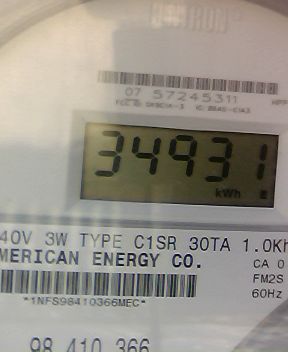 07 57245311
34931
kWh
40V 3W TYPE C1SR 30TA 1.0Kh
MERICAN ENERGY CO.
CA 0
FM2S
60Hz
*1NFS98410366MEC*
98 410 366